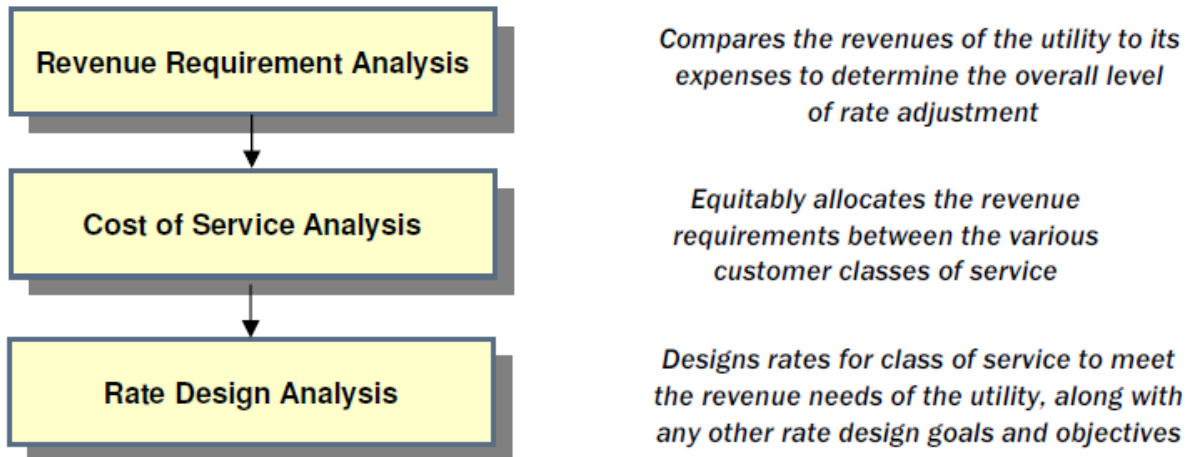 Revenue Requirement Analysis
Compares the revenues of the utility to its
expenses to determine the overall level
of rate adjustment
Cost of Service Analysis
Equitably allocates the revenue
requirements between the various
customer classes of service
Rate Design Analysis
Designs rates for class of service to meet
the revenue needs of the utility, along with
any other rate design goals and objectives